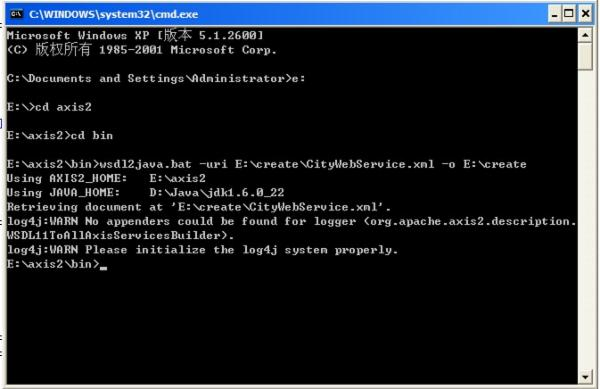 C:\WINDOWS\system32\cmd.exe
Microsoft Windows XP [版本 5.1.2600]
(C) 版权所有 1985-2001 Microsoft Corp.
C:\Documents and Settings\Administrator>e:
E:\>cd axis2
E:\axis2>cd bin
E:\axis2\bin>wsdl2java.bat -uri E:\create\CityWebService.xml -o E:\create
Using AXIS2_HOME:   E:\axis2
Using JAVA_HOME:    D:\Java\jdk1.6.0_22
Retrieving document at 'E:\create\CityWebService.xml'.
log4j:WARN No appenders could be found for logger (org.apache.axis2.description.
WSDL11ToAllAxisServicesBuilder).
log4j:WARN Please initialize the log4j system properly.
E:\axis2\bin>_